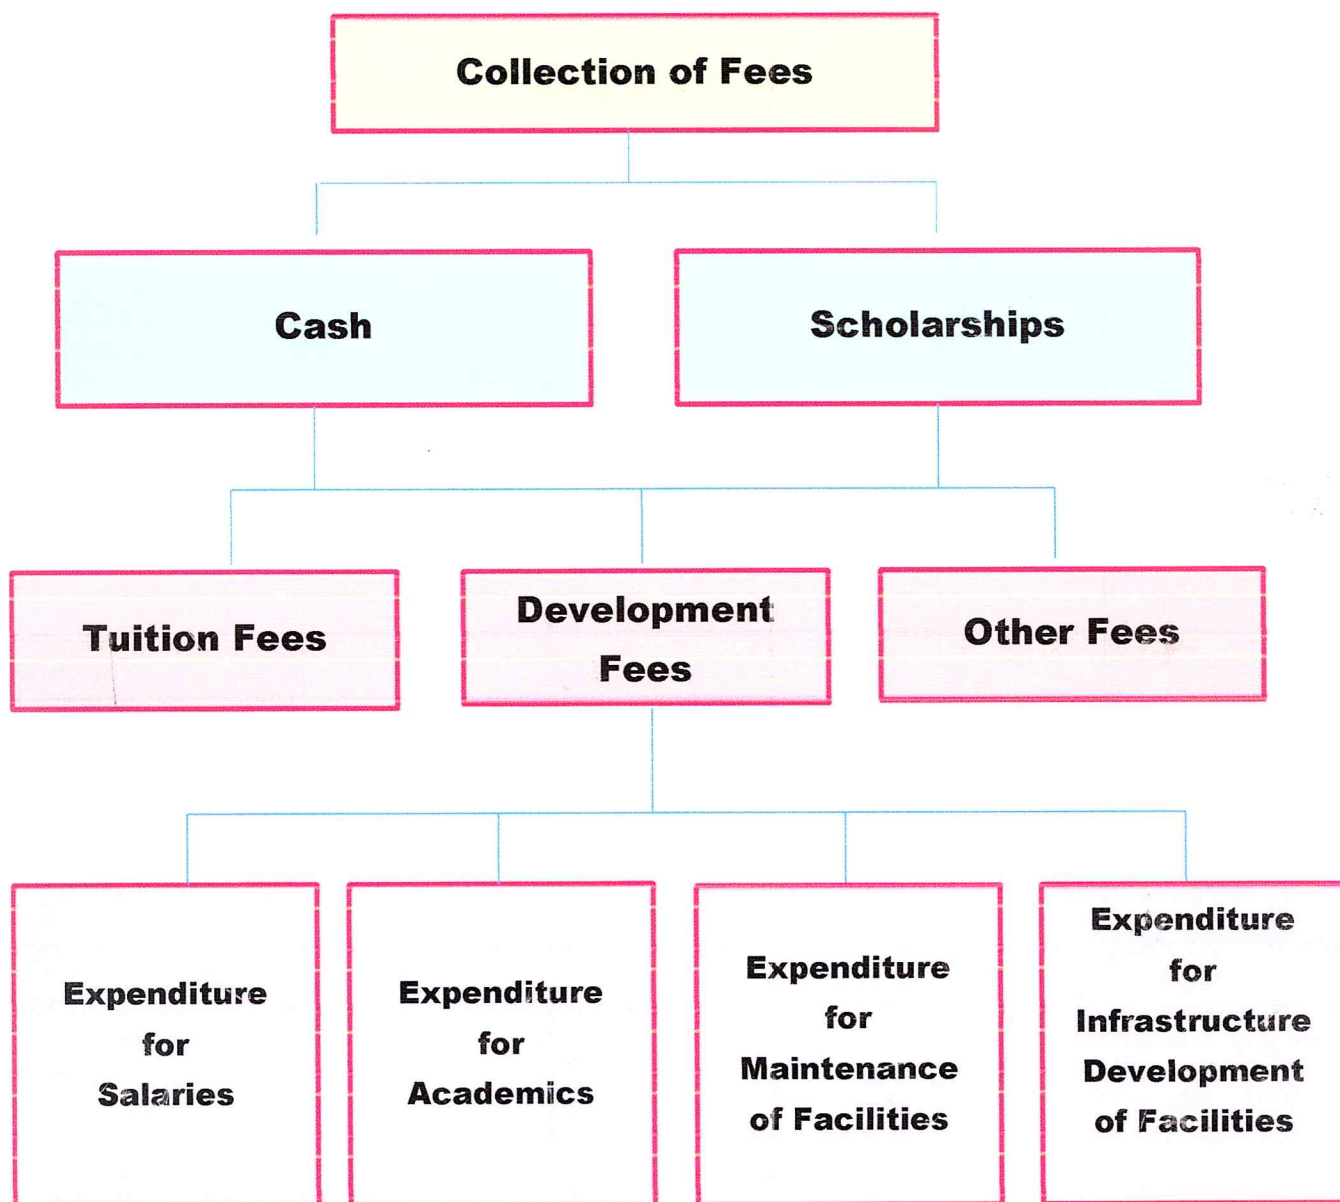 Collection of Fees
Cash
Scholarships
Tuition Fees
Development
Fees
Other Fees
Expenditure
for
Salaries
Expenditure
for
Academics
Expenditure
for
Maintenance
of Facilities
Expenditure
for
Infrastructure
Development
of Facilities